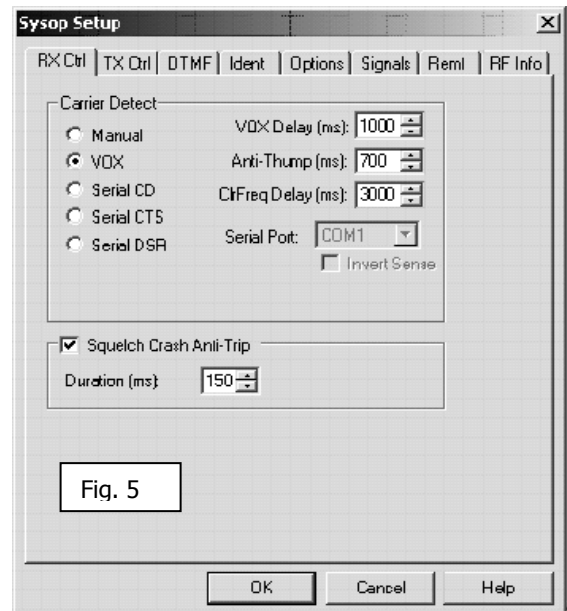 Sysop Setup
RX Ctrl TX Ctrl DTMF Ident Options Signals Reml RF Info
Carrier Detect
Manual
VOX
Serial CD
Serial CTS
Serial DSR
VOX Delay (ms): 1000
Anti-Thump (ms): 700
ClrFreq Delay (ms): 3000
Serial Port: COM1
Invert Sense
Squelch Crash Anti-Trip
Duration (ms): 150
Fig. 5
OK Cancel Help